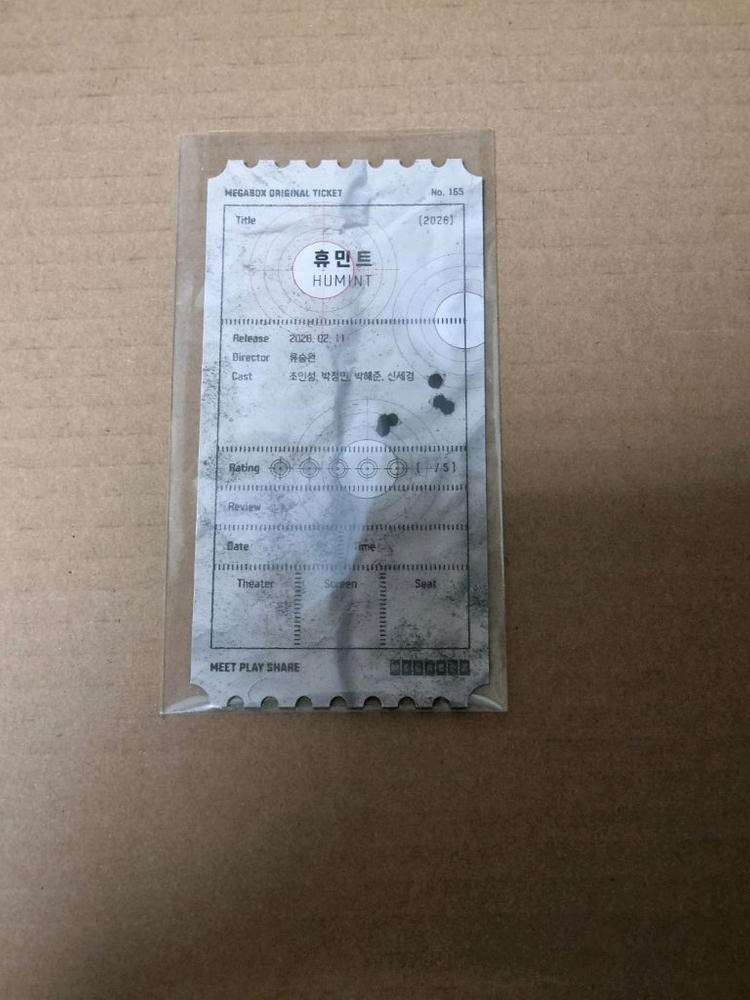 MEGABOX ORIGINAL TICKET No. 165
Title [2026]
휴민트
HUMINT
Release 2026. 02. 11
Director 류승완
Cast 조인성, 박정민, 박해준, 신세경
Rating [ /5]
Review
Date Time
Theater Screen Seat
MEET PLAY SHARE MEGABOX